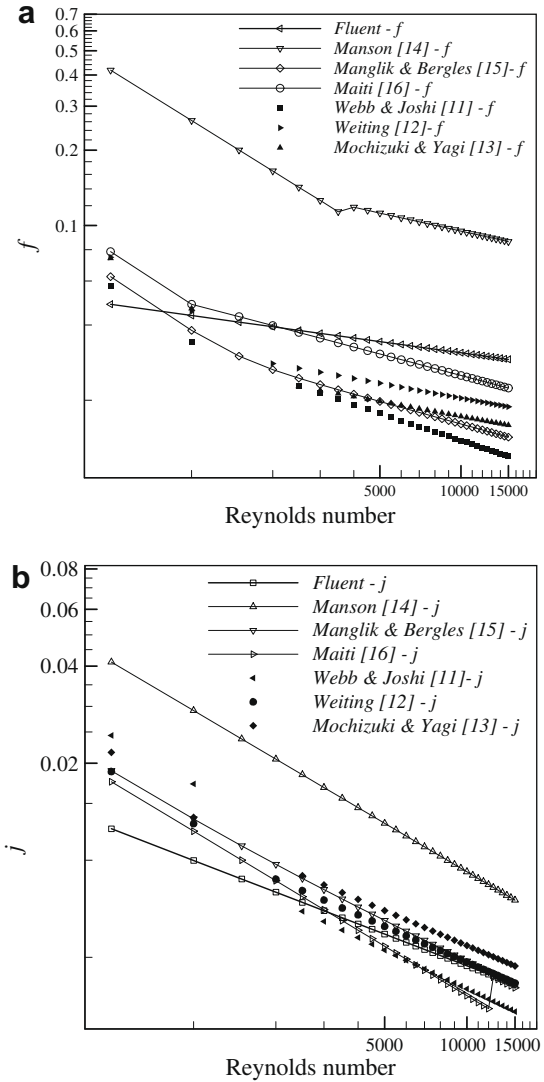 a
0.7
0.6
0.5
0.4
0.3
0.2
0.1
f
Fluent - f
Manson [14] - f
Manglik & Bergles [15]- f
Maiti [16] - f
Webb & Joshi [11] - f
Weiting [12]- f
Mochizuki & Yagi [13] - f
5000
10000
15000
Reynolds number
b
0.08
0.06
0.04
0.02
j
Fluent - j
Manson [14] - j
Manglik & Bergles [15] - j
Maiti [16] - j
Webb & Joshi [11]- j
Weiting [12] - j
Mochizuki & Yagi [13] - j
5000
10000
15000
Reynolds number